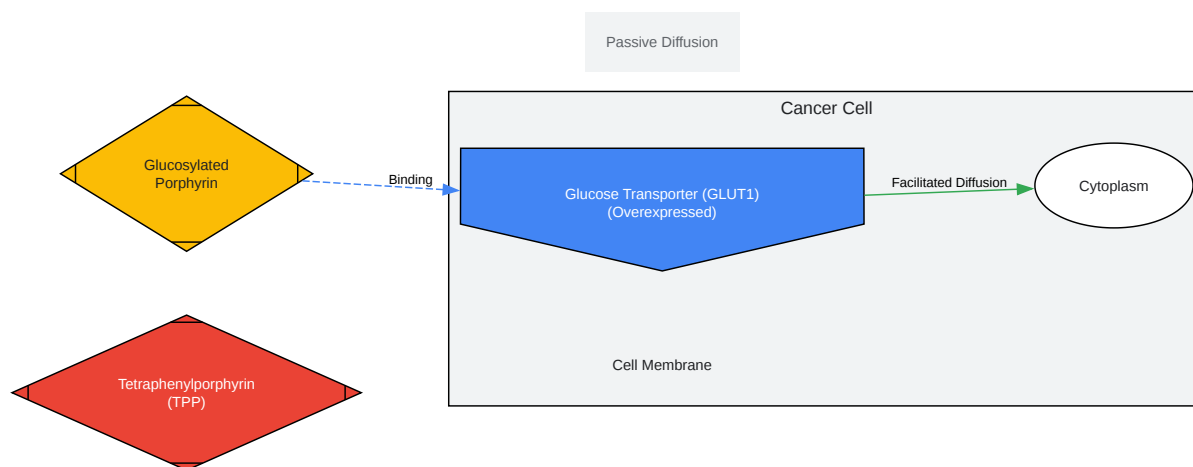 Passive Diffusion
Cancer Cell
Glucosylated
Porphyrin
Binding
Glucose Transporter (GLUT1)
(Overexpressed)
Facilitated Diffusion
Cytoplasm
Cell Membrane
Tetraphenylporphyrin
(TPP)